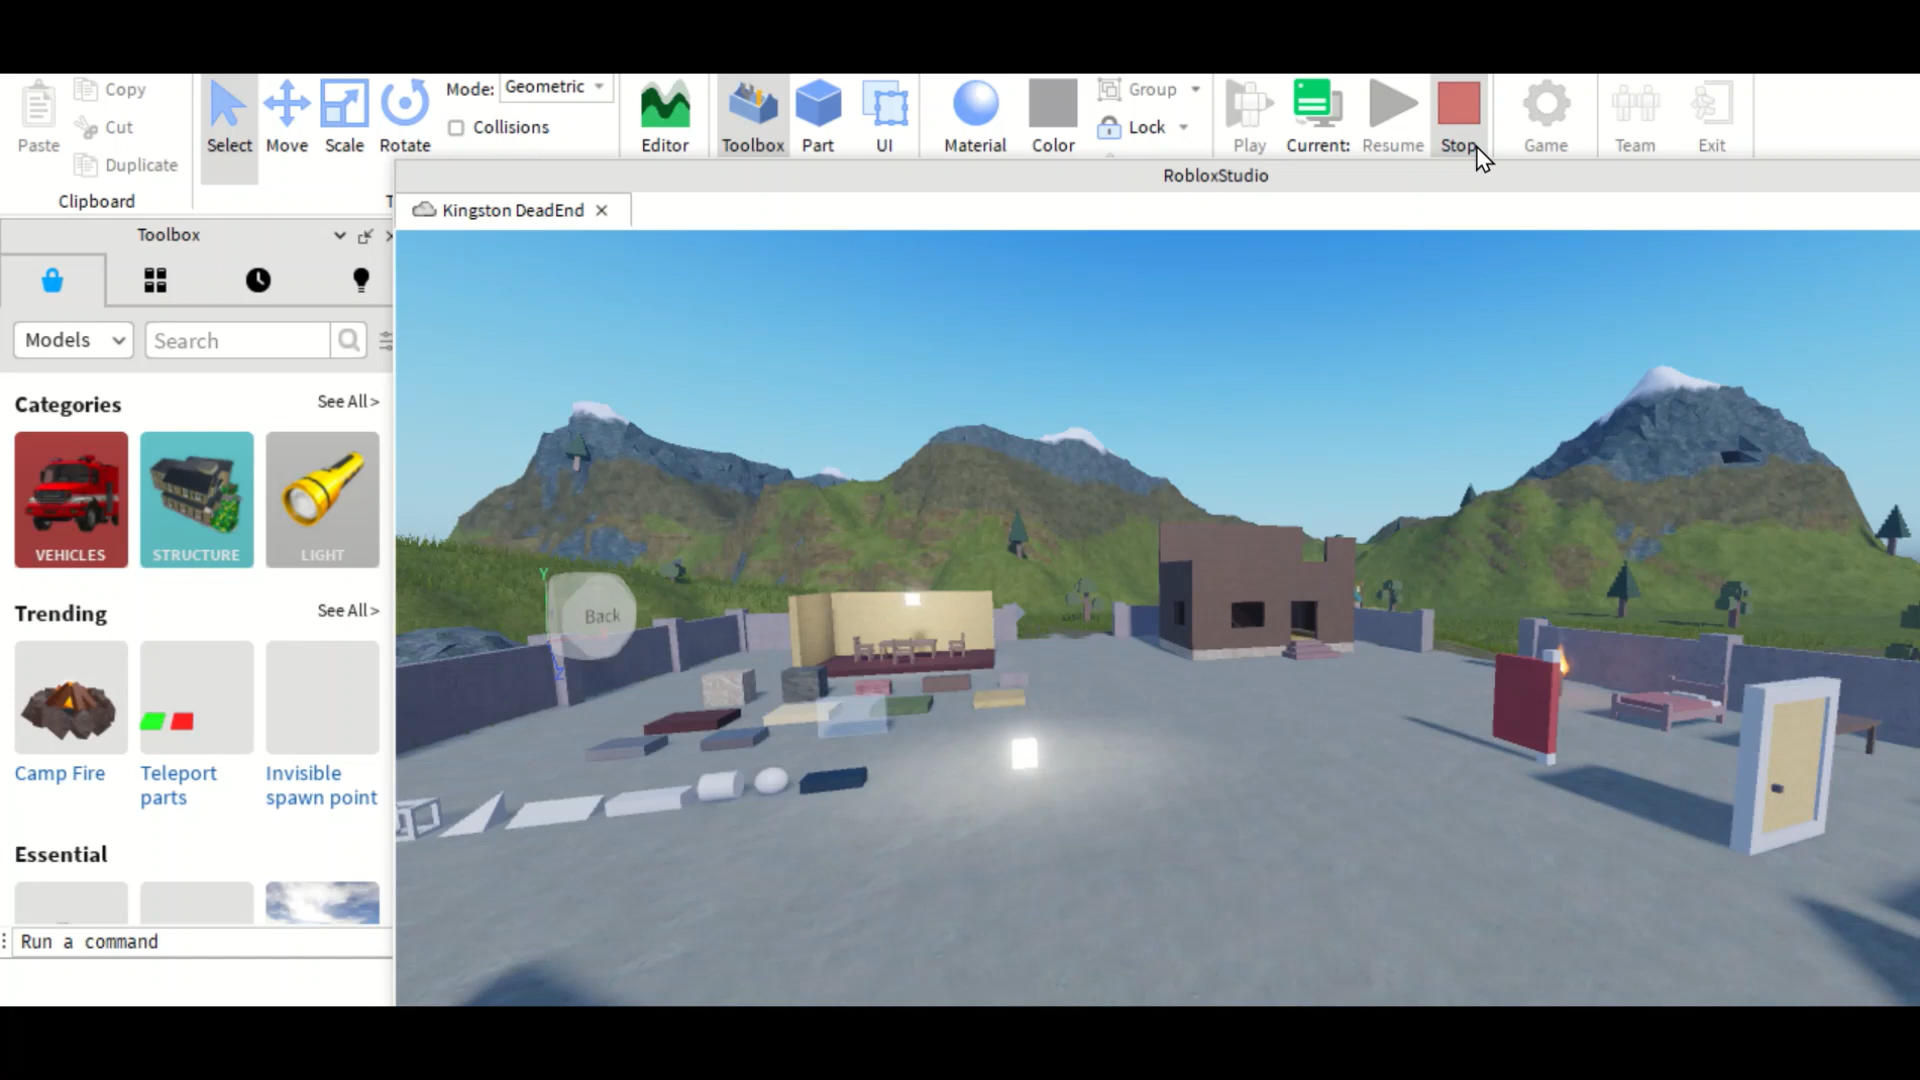 Copy
Cut
Duplicate
Paste
Clipboard
Select
Move
Scale
Rotate
Mode: Geometric
Collisions
Editor
Toolbox
Part
UI
Material
Color
Group
Lock
Play
Current:
Resume
Stop
Game
Team
Exit
RobloxStudio
Kingston DeadEnd
Toolbox
Models
Search
Categories
See All >
VEHICLES
STRUCTURE
LIGHT
Trending
See All >
Camp Fire
Teleport
parts
Invisible
spawn point
Essential
Run a command
Y
Back
Z